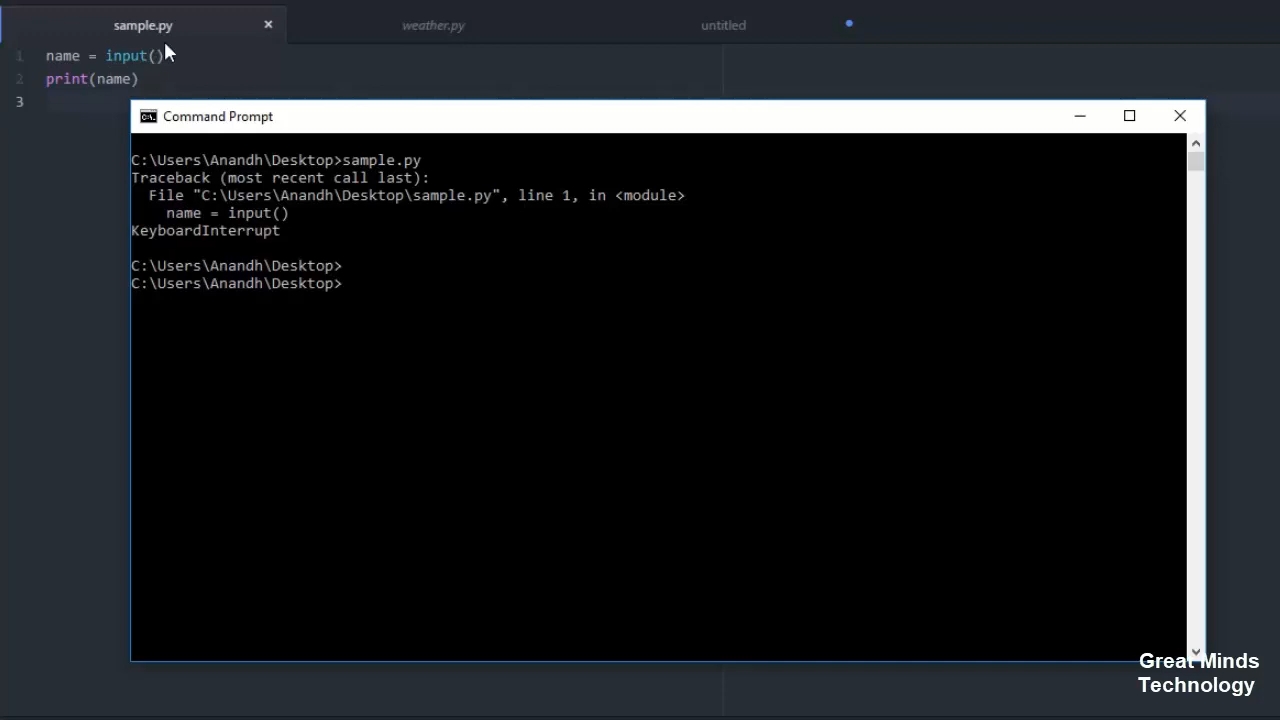 sample.py × weather.py untitled
1 name = input()
2 print(name)
3
Command Prompt
C:\Users\Anandh\Desktop>sample.py
Traceback (most recent call last):
  File "C:\Users\Anandh\Desktop\sample.py", line 1, in <module>
    name = input()
KeyboardInterrupt
C:\Users\Anandh\Desktop>
C:\Users\Anandh\Desktop>
Great Minds
Technology